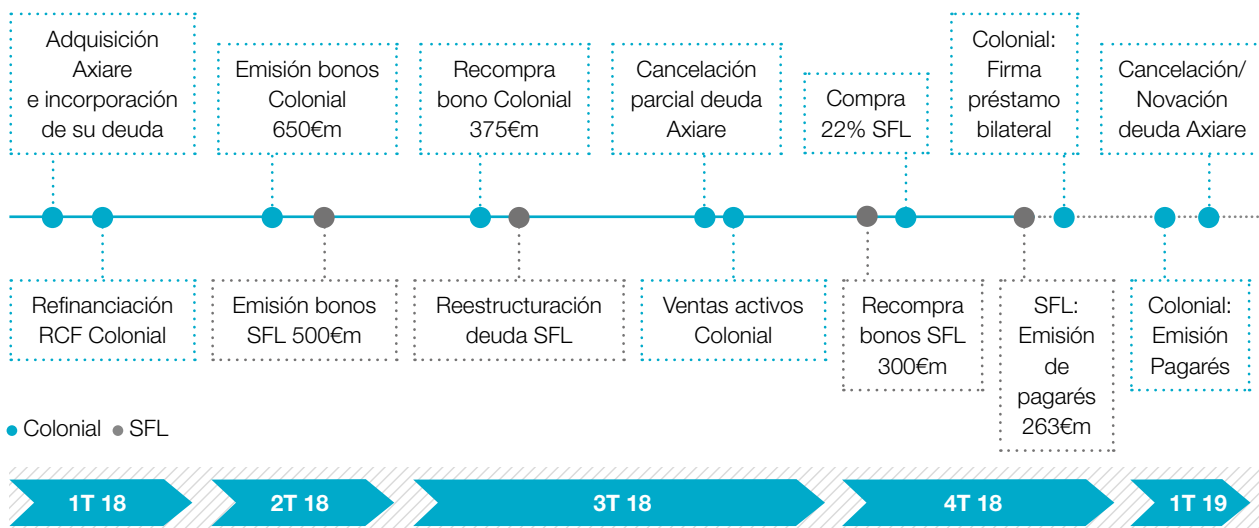 Adquisición
Axiare
e incorporación
de su deuda
Emisión bonos
Colonial
650€m
Recompra
bono Colonial
375€m
Cancelación
parcial deuda
Axiare
Compra
22% SFL
Colonial:
Firma
préstamo
bilateral
Cancelación/
Novación
deuda Axiare
Refinanciación
RCF Colonial
Emisión bonos
SFL 500€m
Reestructuración
deuda SFL
Ventas activos
Colonial
Recompra
bonos SFL
300€m
SFL:
Emisión
de
pagarés
263€m
Colonial:
Emisión
Pagarés
Colonial SFL
1T 18 2T 18 3T 18 4T 18 1T 19